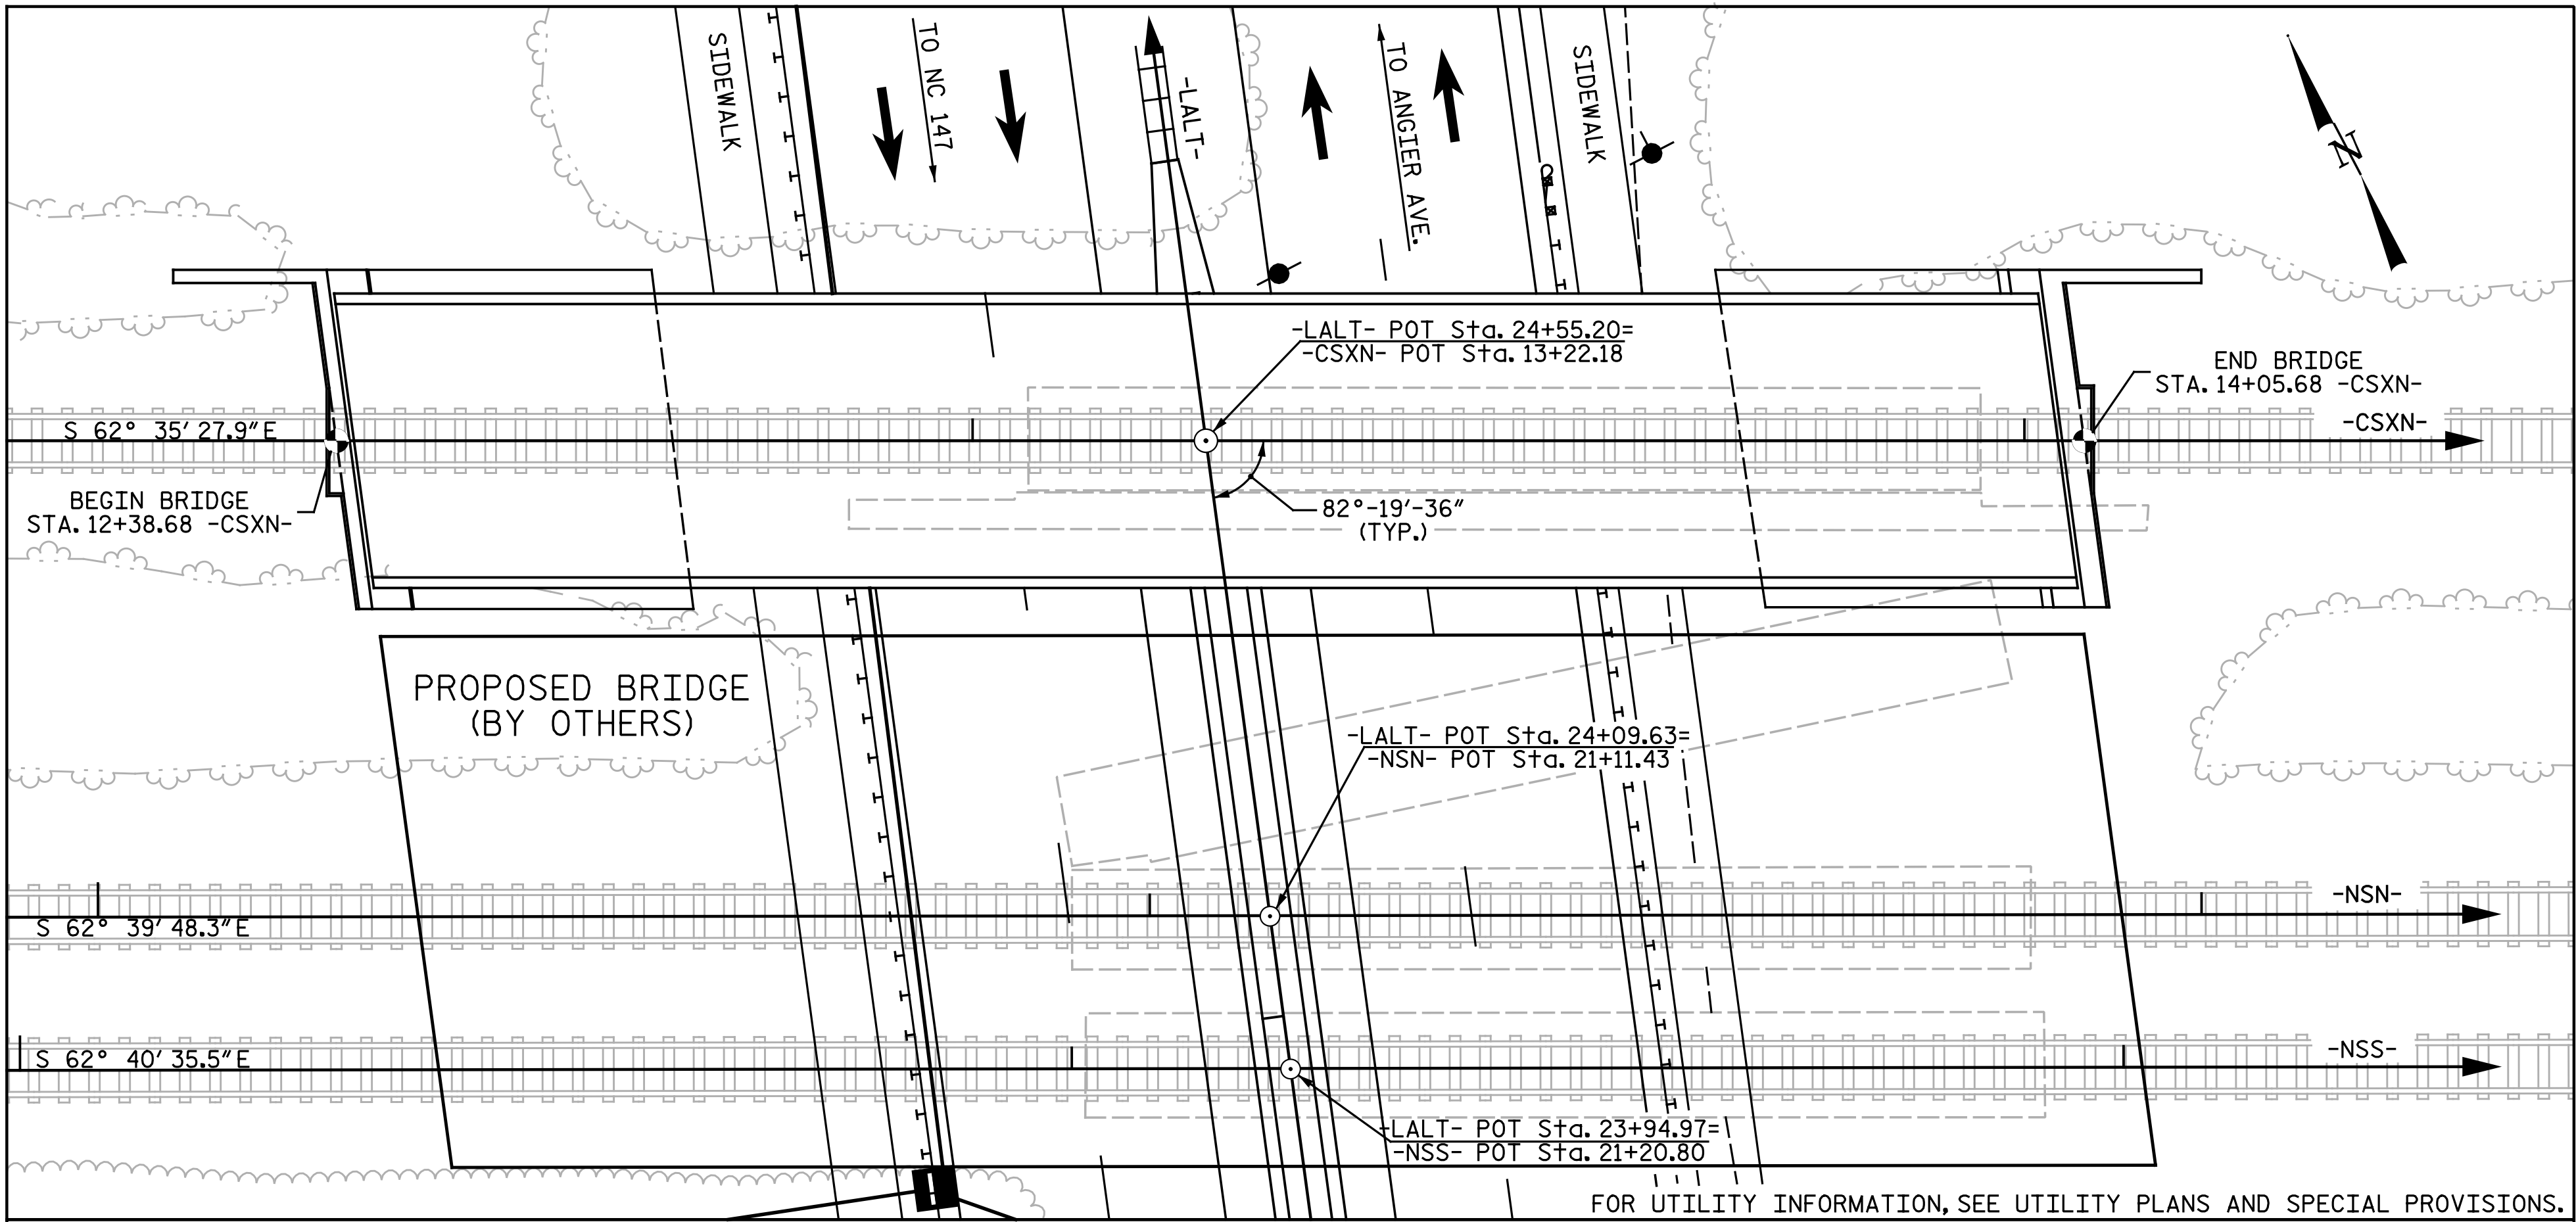 SIDEWALK
TO NC 147
-LALT-
TO ANGIER AVE.
SIDEWALK
N
-LALT- POT Sta. 24+55.20=
-CSXN- POT Sta. 13+22.18
END BRIDGE
STA. 14+05.68 -CSXN-
-CSXN-
S 62° 35' 27.9" E
BEGIN BRIDGE
STA. 12+38.68 -CSXN-
82°-19'-36"
(TYP.)
PROPOSED BRIDGE
(BY OTHERS)
-LALT- POT Sta. 24+09.63=
-NSN- POT Sta. 21+11.43
-NSN-
S 62° 39' 48.3" E
-NSS-
S 62° 40' 35.5" E
-LALT- POT Sta. 23+94.97=
-NSS- POT Sta. 21+20.80
FOR UTILITY INFORMATION, SEE UTILITY PLANS AND SPECIAL PROVISIONS.